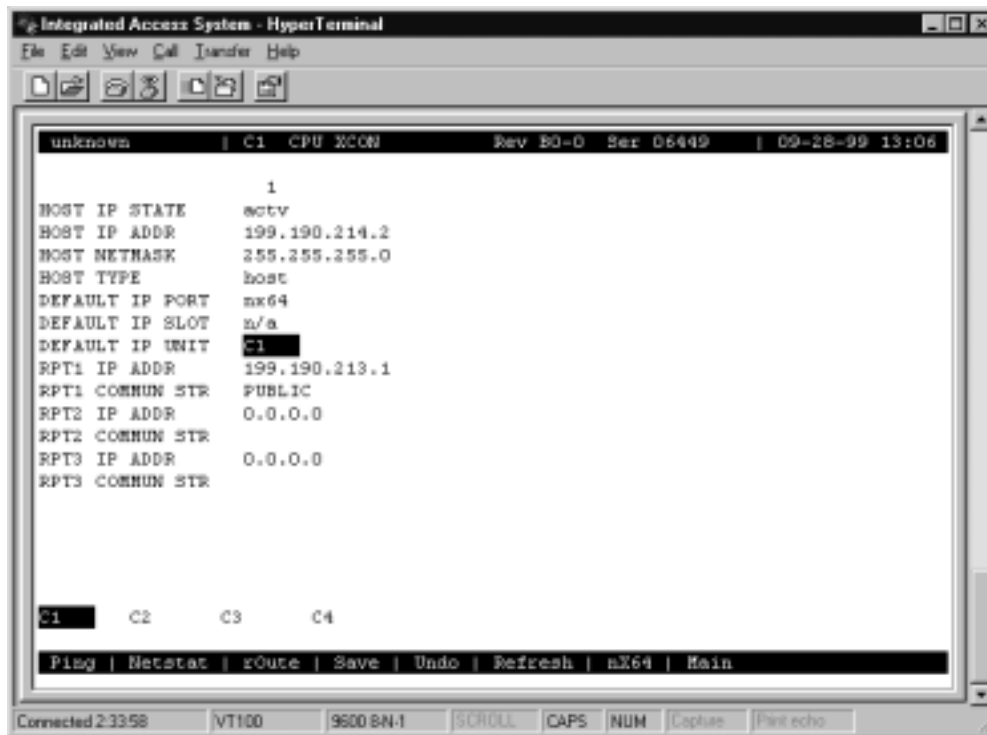 Integrated Access System - HyperTerminal
File Edit View Call Transfer Help
unknown | C1 CPU XCON Rev B0-0 Ser 06449 | 09-28-99 13:06
1
HOST IP STATE actv
HOST IP ADDR 199.190.214.2
HOST NETMASK 255.255.255.0
HOST TYPE host
DEFAULT IP PORT nx64
DEFAULT IP SLOT n/a
DEFAULT IP UNIT C1
RPT1 IP ADDR 199.190.213.1
RPT1 COMMUN STR PUBLIC
RPT2 IP ADDR 0.0.0.0
RPT2 COMMUN STR
RPT3 IP ADDR 0.0.0.0
RPT3 COMMUN STR
C1 C2 C3 C4
Ping | Netstat | rOute | Save | Undo | Refresh | nX64 | Main
Connected 2:33:58 VT100 9600 8-N-1 SCROLL CAPS NUM Capture Print echo